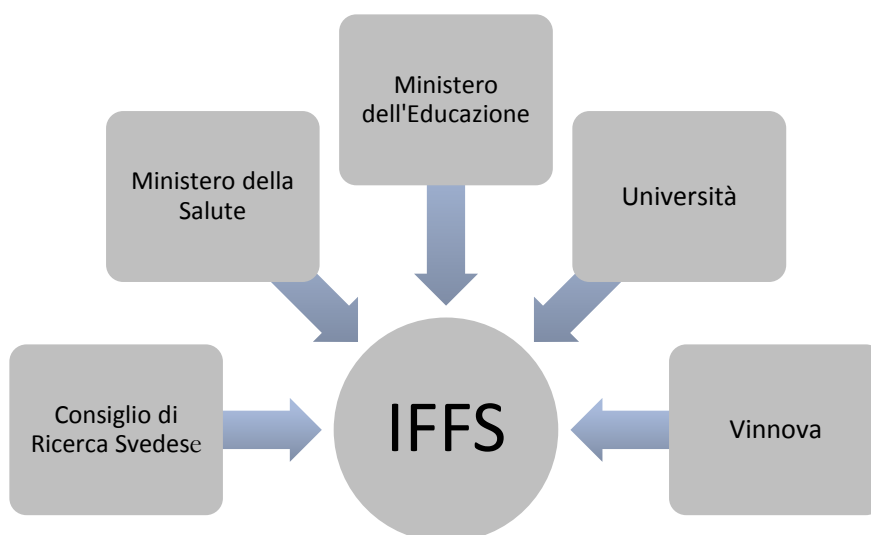 Ministero
dell'Educazione
Ministero della
Salute
Università
Consiglio di
Ricerca Svedese
IFFS
Vinnova